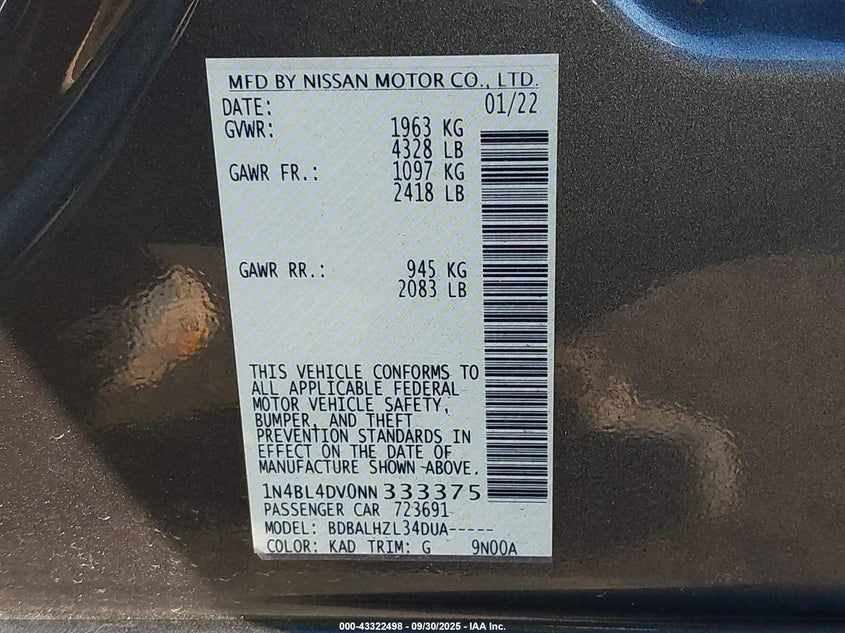 MFD BY NISSAN MOTOR CO., LTD.
DATE: 01/22
GVWR: 1963 KG
4328 LB
GAWR FR.: 1097 KG
2418 LB
GAWR RR.: 945 KG
2083 LB
THIS VEHICLE CONFORMS TO
ALL APPLICABLE FEDERAL
MOTOR VEHICLE SAFETY,
BUMPER, AND THEFT
PREVENTION STANDARDS IN
EFFECT ON THE DATE OF
MANUFACTURE SHOWN ABOVE.
1N4BL4DV0NN 333375
PASSENGER CAR 723691
MODEL: BDBALHZL34DUA-----
COLOR: KAD TRIM: G 9N00A
000-43322498 - 09/30/2025 - IAA Inc.